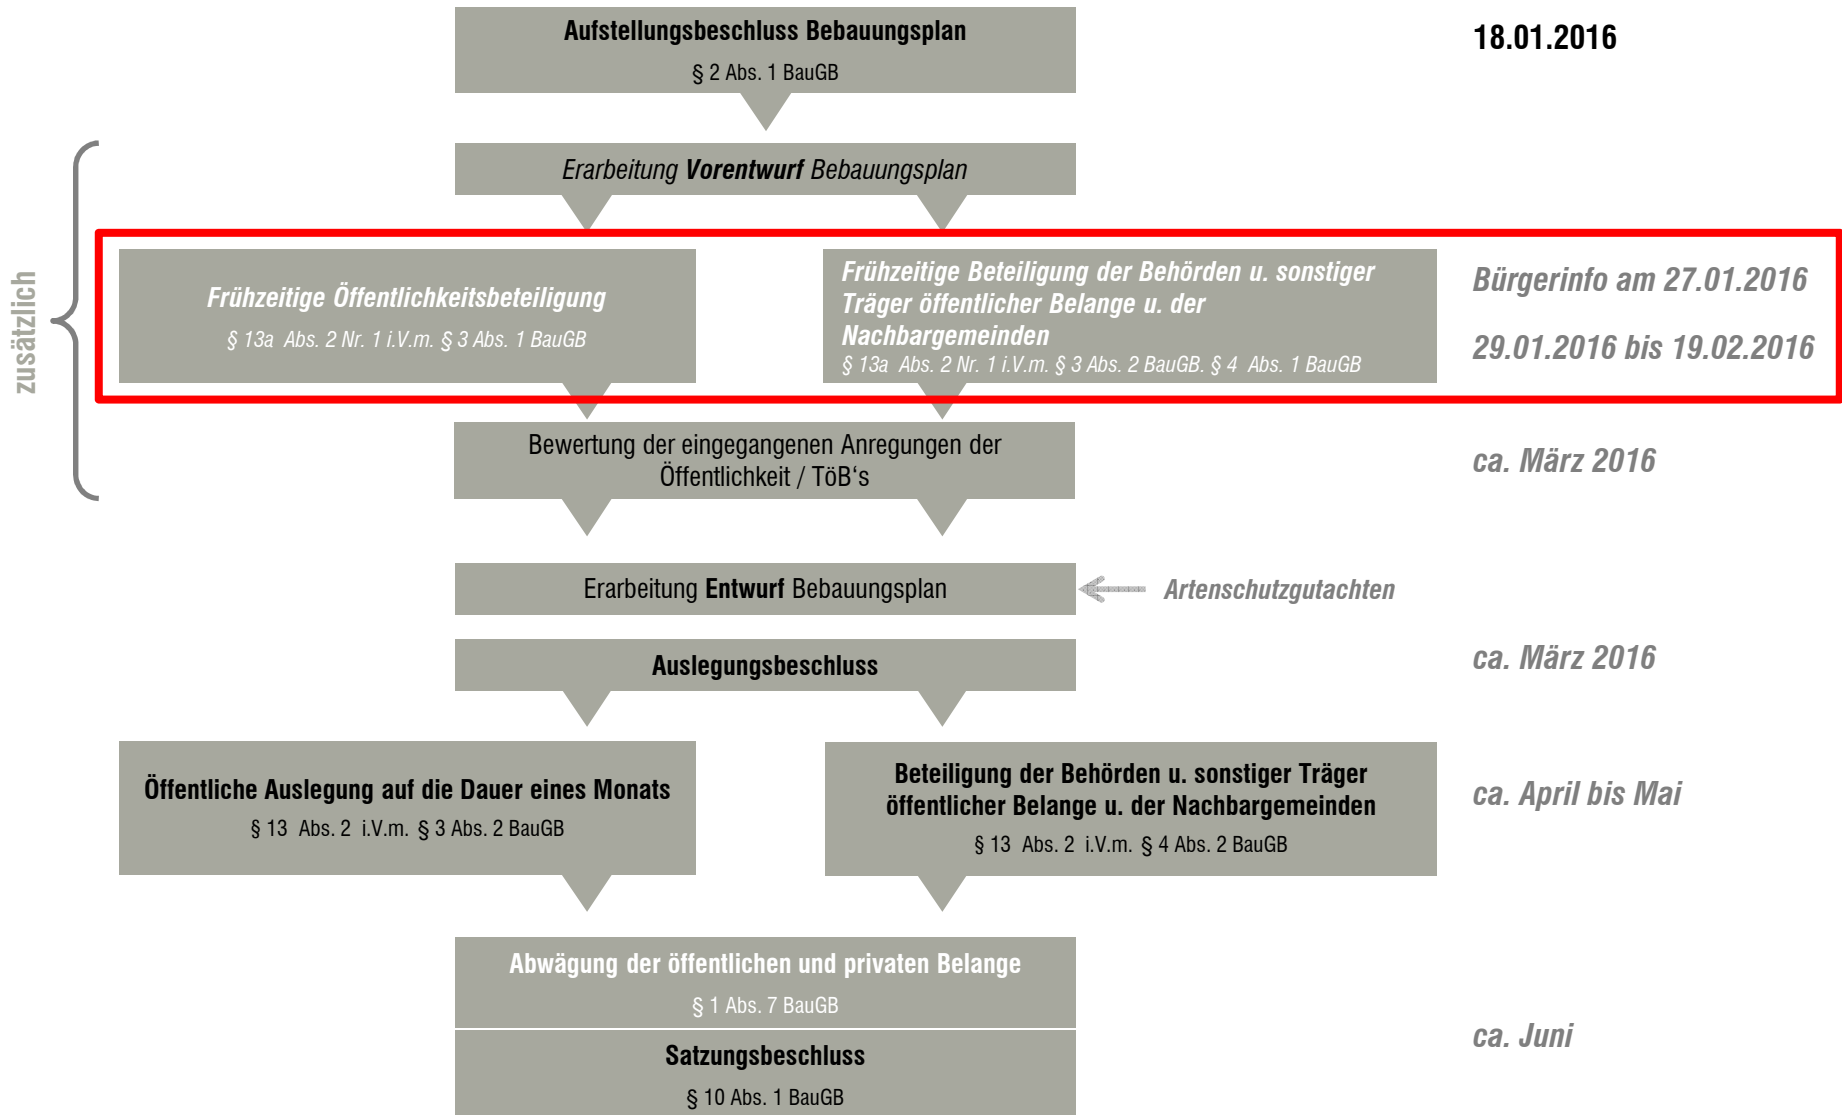 Aufstellungsbeschluss Bebauungsplan
§ 2 Abs. 1 BauGB
18.01.2016
Erarbeitung Vorentwurf Bebauungsplan
zusätzlich
Frühzeitige Öffentlichkeitsbeteiligung
§ 13a Abs. 2 Nr. 1 i.V.m. § 3 Abs. 1 BauGB
Frühzeitige Beteiligung der Behörden u. sonstiger
Träger öffentlicher Belange u. der
Nachbargemeinden
§ 13a Abs. 2 Nr. 1 i.V.m. § 3 Abs. 2 BauGB. § 4 Abs. 1 BauGB
Bürgerinfo am 27.01.2016
29.01.2016 bis 19.02.2016
Bewertung der eingegangenen Anregungen der
Öffentlichkeit / TöB‘s
ca. März 2016
Erarbeitung Entwurf Bebauungsplan
Artenschutzgutachten
Auslegungsbeschluss
ca. März 2016
Öffentliche Auslegung auf die Dauer eines Monats
§ 13 Abs. 2 i.V.m. § 3 Abs. 2 BauGB
Beteiligung der Behörden u. sonstiger Träger
öffentlicher Belange u. der Nachbargemeinden
§ 13 Abs. 2 i.V.m. § 4 Abs. 2 BauGB
ca. April bis Mai
Abwägung der öffentlichen und privaten Belange
§ 1 Abs. 7 BauGB
Satzungsbeschluss
§ 10 Abs. 1 BauGB
ca. Juni